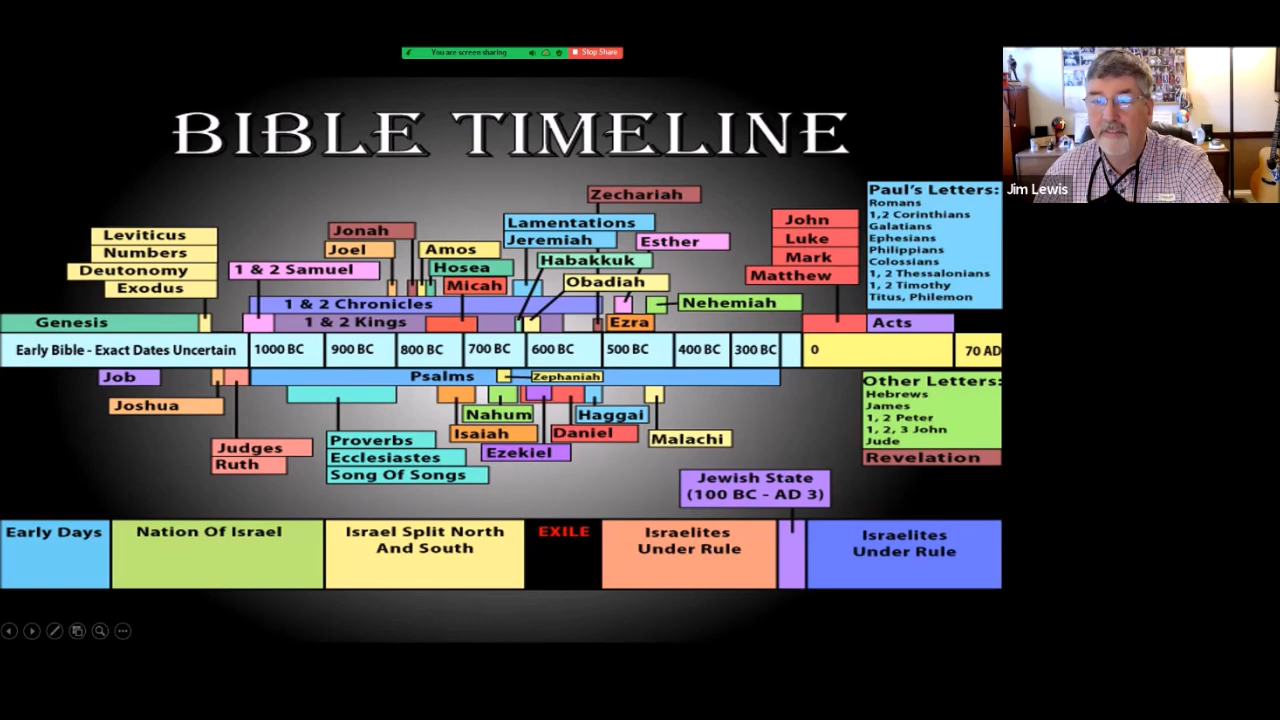 You are screen sharing
Stop Share
BIBLE TIMELINE
Jim Lewis
Zechariah
Paul's Letters:
Romans
1,2 Corinthians
Galatians
Ephesians
Philippians
Colossians
1, 2 Thessalonians
1, 2 Timothy
Titus, Philemon
Leviticus
Numbers
Deutonomy
Exodus
Jonah
Joel
1 & 2 Samuel
Amos
Hosea
Micah
Lamentations
Jeremiah
Habakkuk
Obadiah
Esther
Nehemiah
John
Luke
Mark
Matthew
1 & 2 Chronicles
Genesis
1 & 2 Kings
Ezra
Acts
Early Bible - Exact Dates Uncertain
1000 BC
900 BC
800 BC
700 BC
600 BC
500 BC
400 BC
300 BC
0
70 AD
Job
Psalms
Zephaniah
Joshua
Judges
Ruth
Proverbs
Ecclesiastes
Song Of Songs
Nahum
Isaiah
Ezekiel
Haggai
Daniel
Malachi
Other Letters:
Hebrews
James
1, 2 Peter
1, 2, 3 John
Jude
Revelation
Jewish State
(100 BC - AD 3)
Early Days
Nation Of Israel
Israel Split North
And South
EXILE
Israelites
Under Rule
Israelites
Under Rule